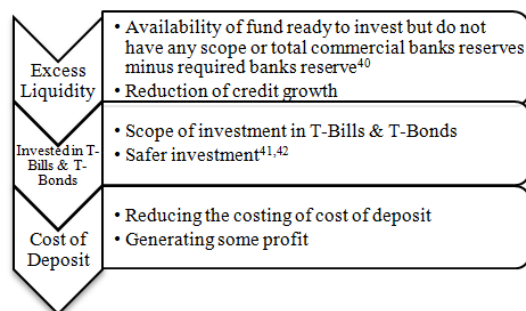 Excess
Liquidity
• Availability of fund ready to invest but do not
have any scope or total commercial banks reserves
minus required banks reserve⁴⁰
• Reduction of credit growth
Invested in T-
Bills & T-
Bonds
• Scope of investment in T-Bills & T-Bonds
• Safer investment⁴¹,⁴²
Cost of
Deposit
• Reducing the costing of cost of deposit
• Generating some profit